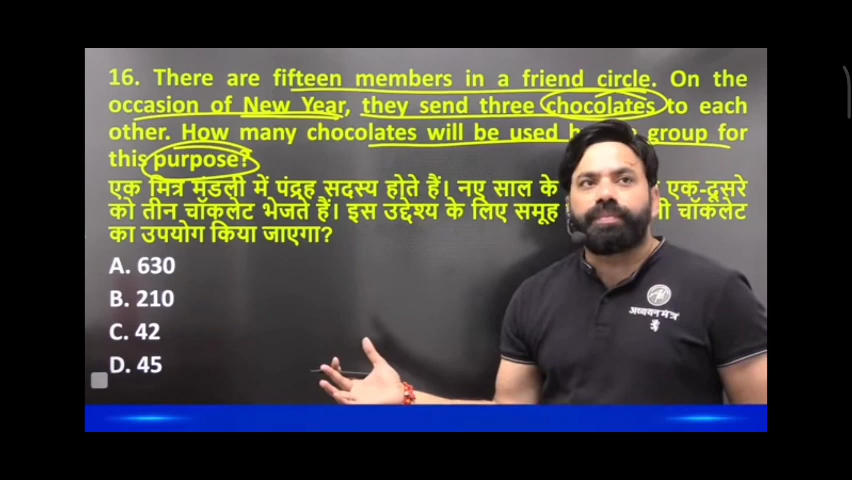 16. There are fifteen members in a friend circle. On the
occasion of New Year, they send three chocolates to each
other. How many chocolates will be used group for
this purpose?
एक मित्र मंडली में पंद्रह सदस्य होते हैं। नए साल के एक-दूसरे
को तीन चॉकलेट भेजते हैं। इस उद्देश्य के लिए समूह चॉकलेट
का उपयोग किया जाएगा?
A. 630
B. 210
C. 42
D. 45
अध्ययन मंत्र